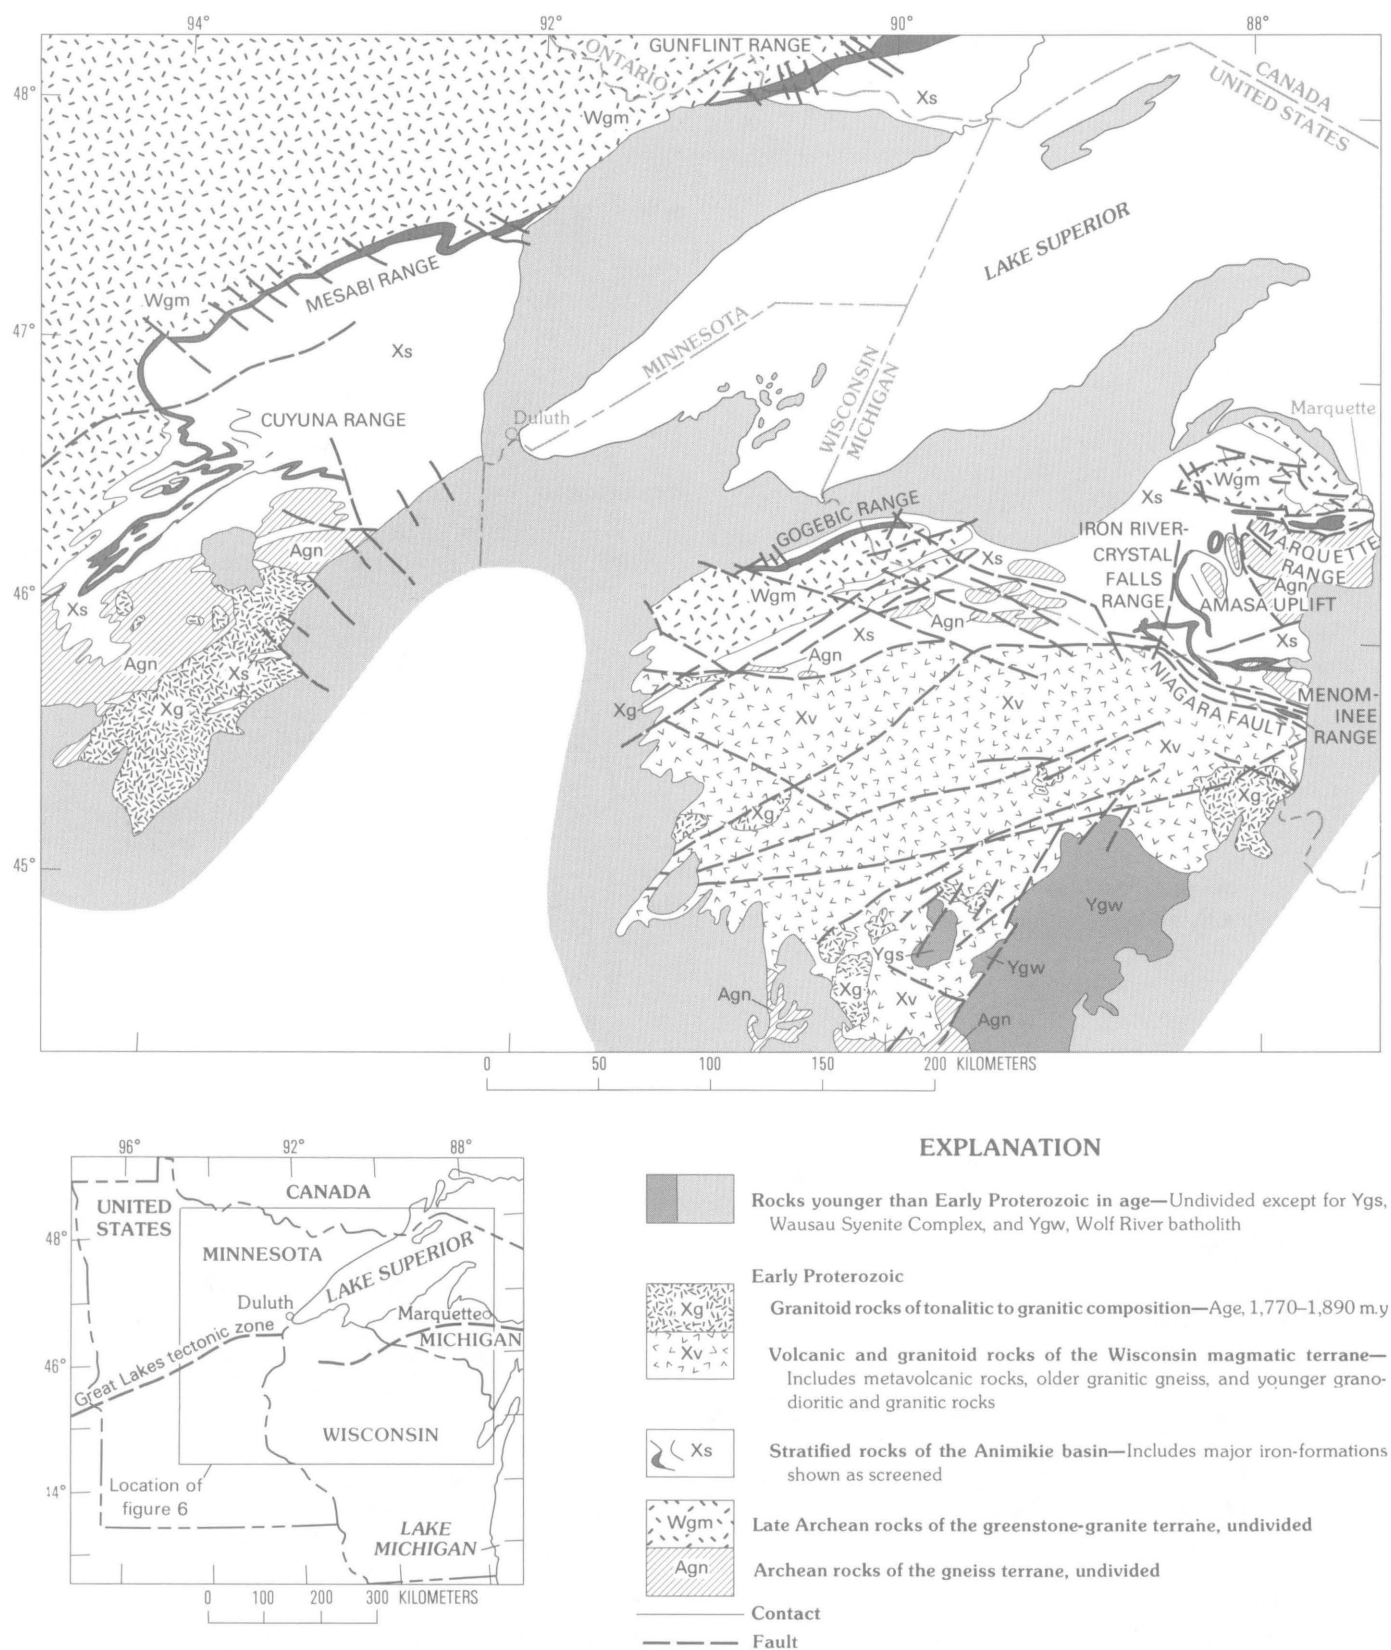 94°
92°
90°
88°
GUNFLINT RANGE
ONTARIO
CANADA
UNITED STATES
48°
Xs
Wgm
LAKE SUPERIOR
MESABI RANGE
Wgm
47°
Xs
MINNESOTA
WISCONSIN
MICHIGAN
CUYUNA RANGE
Duluth
Marquette
Wgm
Xs
GOGEBIC RANGE
IRON RIVER-
CRYSTAL
FALLS
RANGE
MARQUETTE
RANGE
Agn
Xs
46°
Wgm
Agn
AMASA UPLIFT
Xs
Agn
Xs
Xs
Agn
Agn
Xs
Xg
Xg
Xv
Xv
NIAGARA FAULT
MENOM-
INEE
RANGE
Xv
Xg
Xg
45°
Ygw
Ygs
Ygw
Agn
Xg
Xv
Agn
0 50 100 150 200 KILOMETERS
96°
92°
88°
UNITED
STATES
CANADA
48°
MINNESOTA
LAKE SUPERIOR
Duluth
Marquette
MICHIGAN
Great Lakes tectonic zone
46°
WISCONSIN
Location of
figure 6
14°
LAKE
MICHIGAN
0 100 200 300 KILOMETERS
EXPLANATION
Rocks younger than Early Proterozoic in age—Undivided except for Ygs,
Wausau Syenite Complex, and Ygw, Wolf River batholith
Early Proterozoic
Xg
Granitoid rocks of tonalitic to granitic composition—Age, 1,770–1,890 m.y
Xv
Volcanic and granitoid rocks of the Wisconsin magmatic terrane—
Includes metavolcanic rocks, older granitic gneiss, and younger grano-
dioritic and granitic rocks
Xs
Stratified rocks of the Animikie basin—Includes major iron-formations
shown as screened
Wgm
Late Archean rocks of the greenstone-granite terrane, undivided
Agn
Archean rocks of the gneiss terrane, undivided
Contact
Fault